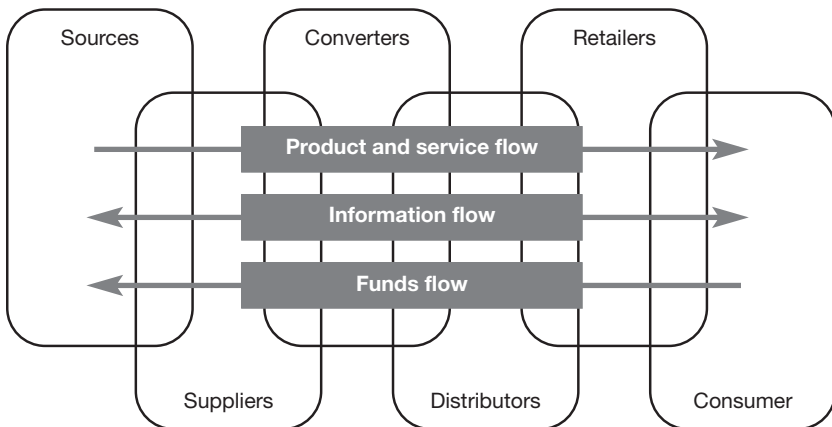 Sources
Converters
Retailers
Product and service flow
Information flow
Funds flow
Suppliers
Distributors
Consumer